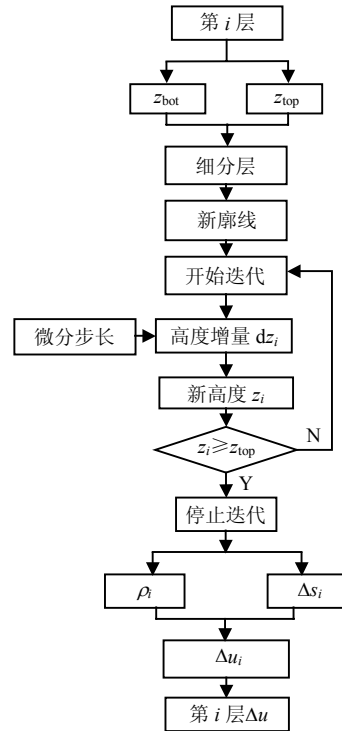 第 i 层
z_bot
z_top
细分层
新廓线
开始迭代
微分步长
高度增量 dz_i
新高度 z_i
z_i≥z_top
N
Y
停止迭代
ρ_i
Δs_i
Δu_i
第 i 层Δu